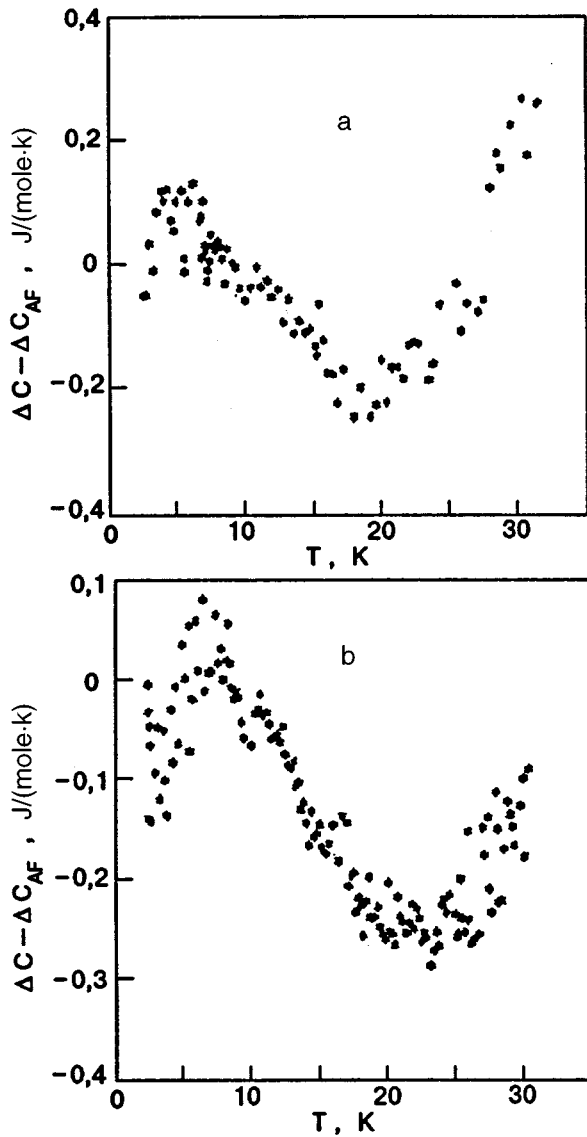 0,4
0,2
0
−0,2
−0,4
ΔC−ΔC_AF , J/(mole·k)
a
0 10 20 30
T , K
0,1
0
−0,1
−0,2
−0,3
−0,4
ΔC−ΔC_AF , J/(mole·k)
b
0 10 20 30
T , K